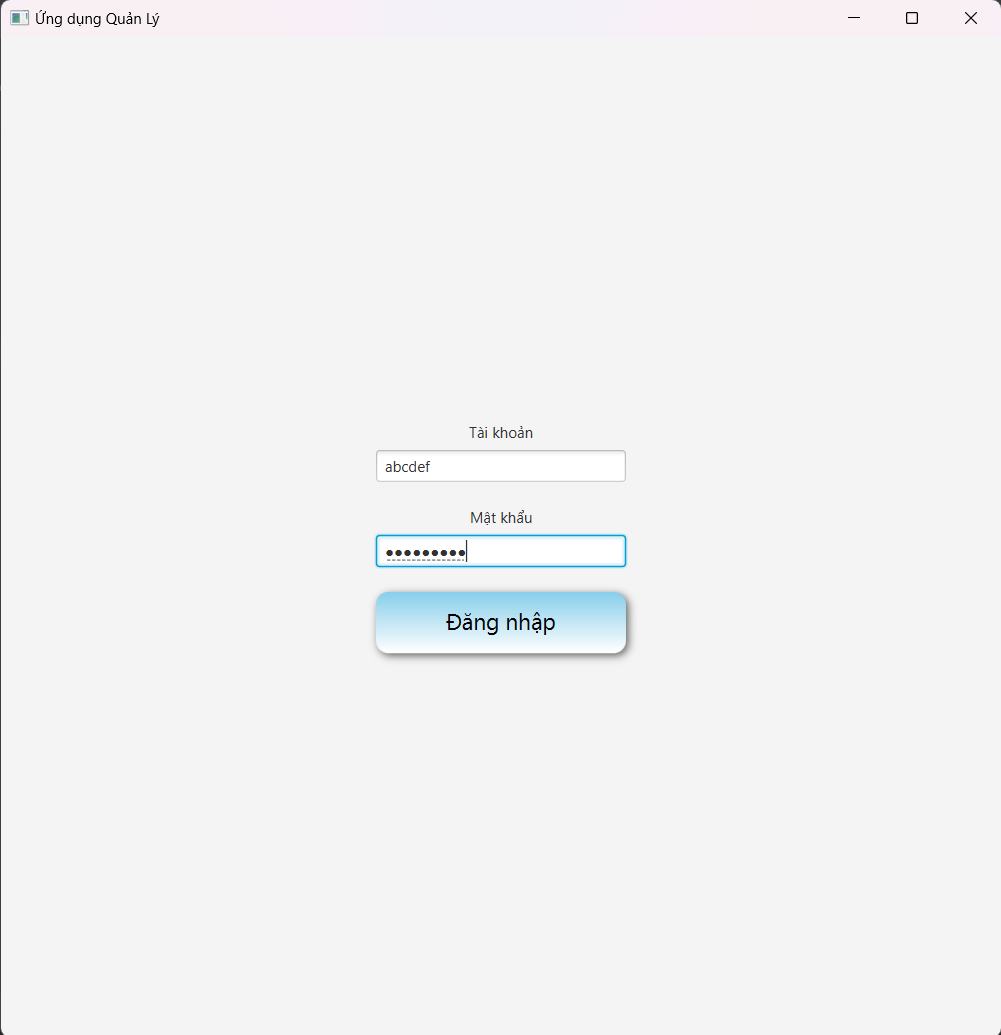 Ứng dụng Quản Lý
Tài khoản
abcdef
Mật khẩu
●●●●●●●●●
Đăng nhập